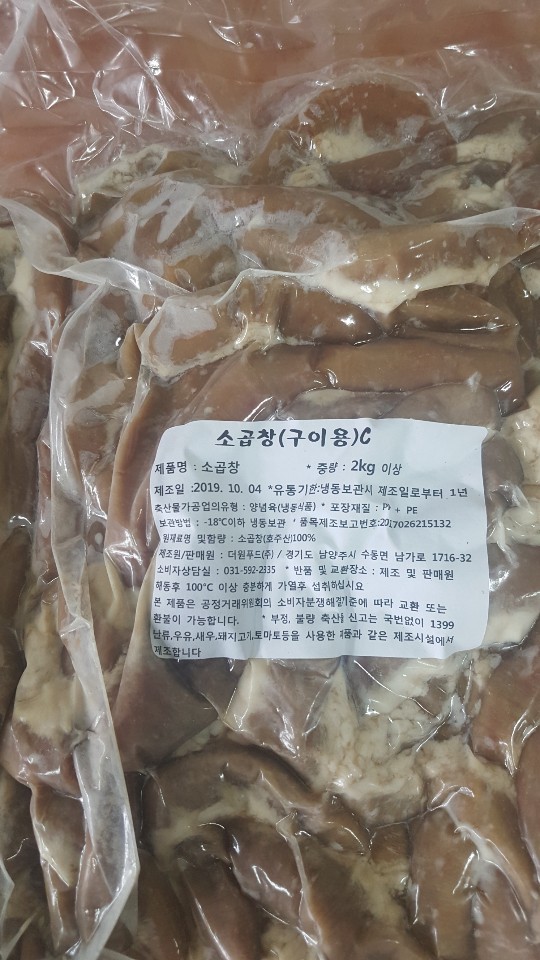 소곱창(구이용)C
제품명 : 소곱창 * 중량 : 2kg 이상
제조일 :2019. 10. 04 *유통기한:냉동보관시 제조일로부터 1년
축산물가공업의유형 : 양념육(냉동식품) * 포장재질 : PA + PE
보관방법 : -18℃이하 냉동보관 * 품목제조보고번호:2017026215132
원재료명 및함량 : 소곱창(호주산)100%
제조원/판매원 : 더원푸드(주) / 경기도 남양주시 수동면 남가로 1716-32
소비자상담실 : 031-592-2335 * 반품 및 교환장소 : 제조 및 판매원
해동후 100℃ 이상 충분하게 가열후 섭취하십시요
본 제품은 공정거래위원회의 소비자분쟁해결기준에 따라 교환 또는
환불이 가능합니다. * 부정, 불량 축산물 신고는 국번없이 1399
난류,우유,새우,돼지고기,토마토등을 사용한 제품과 같은 제조시설에서
제조합니다